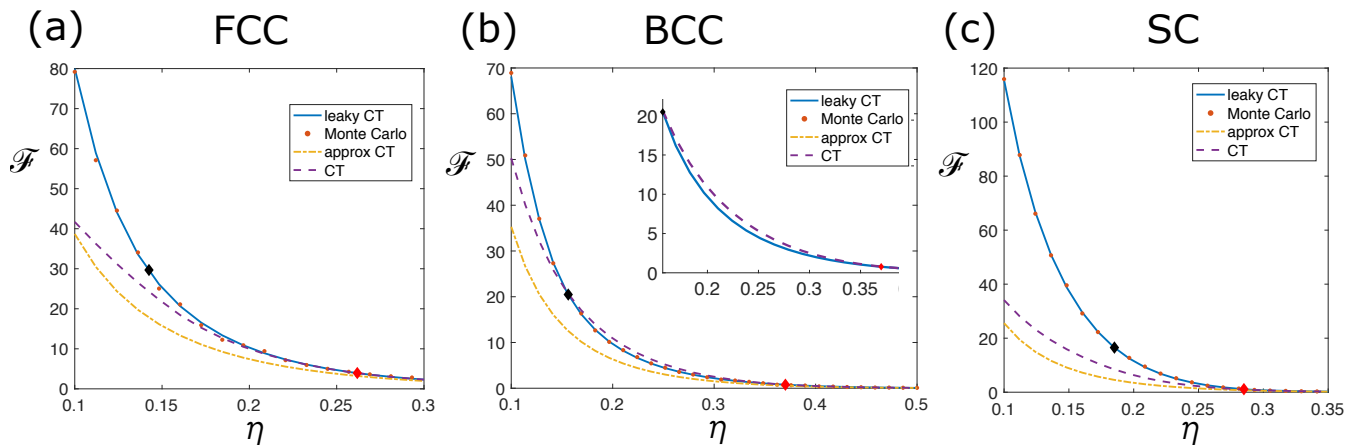 (a) FCC
80
70
60
50
40
30
20
10
0
0.1 0.15 0.2 0.25 0.3
ℱ
η
leaky CT
Monte Carlo
approx CT
CT
(b) BCC
70
60
50
40
30
20
10
0
0.1 0.2 0.3 0.4 0.5
ℱ
η
leaky CT
Monte Carlo
approx CT
CT
20
15
10
5
0
0.2 0.25 0.3 0.35
(c) SC
120
100
80
60
40
20
0
0.1 0.15 0.2 0.25 0.3 0.35
ℱ
η
leaky CT
Monte Carlo
approx CT
CT